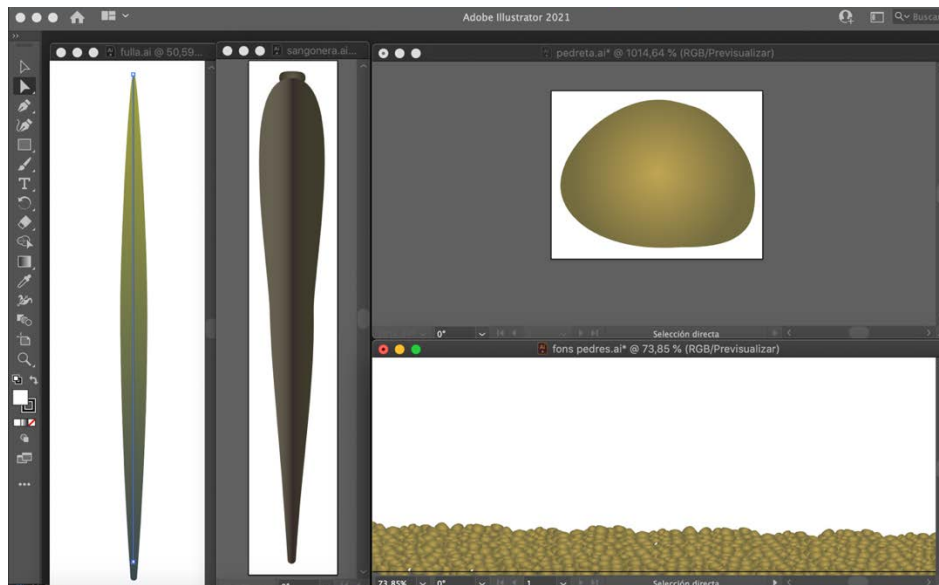 Adobe Illustrator 2021
Buscar
fulla.ai @ 50,59...
sangonera.ai...
pedreta.ai* @ 1014,64 % (RGB/Previsualizar)
0°
Selección directa
fons pedres.ai* @ 73,85 % (RGB/Previsualizar)
73,85%
0°
1
Selección directa